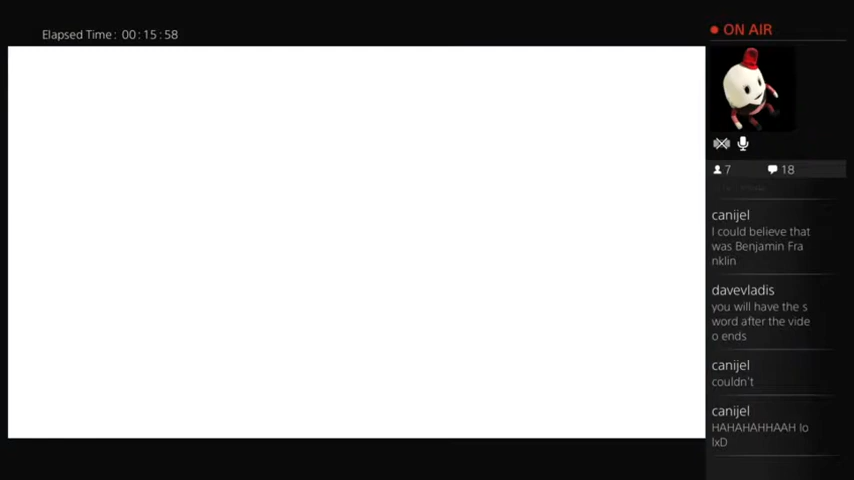 Elapsed Time: 00:15:58
ON AIR
7 18
canijel
I could believe that
was Benjamin Fra
nklin
davevladis
you will have the s
word after the vide
o ends
canijel
couldn't
canijel
HAHAHAHHAAH lo
lxD